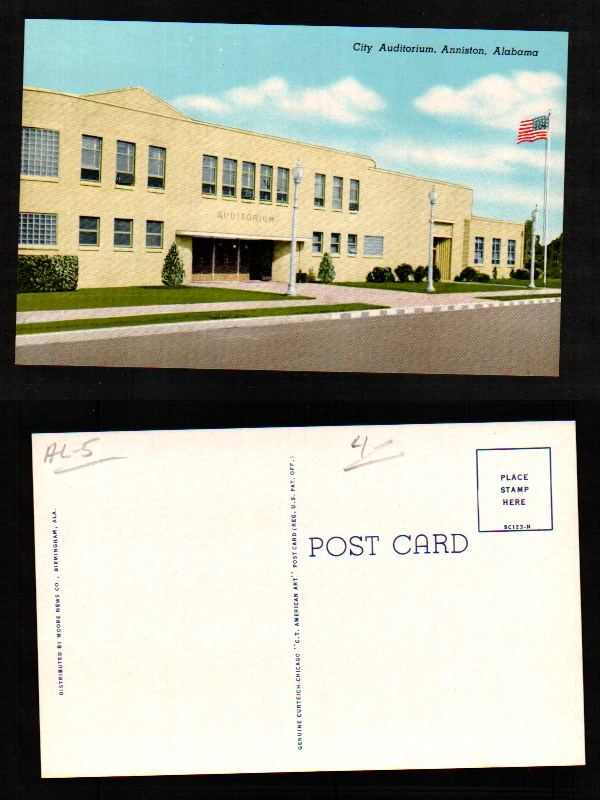 City Auditorium, Anniston, Alabama
AUDITORIUM
AL-5
4-
PLACE
STAMP
HERE
5C123-N
POST CARD
DISTRIBUTED BY MOORE NEWS CO., BIRMINGHAM, ALA.
GENUINE CURTEICH-CHICAGO "C.T. AMERICAN ART" POST CARD (REG. U.S. PAT. OFF.)